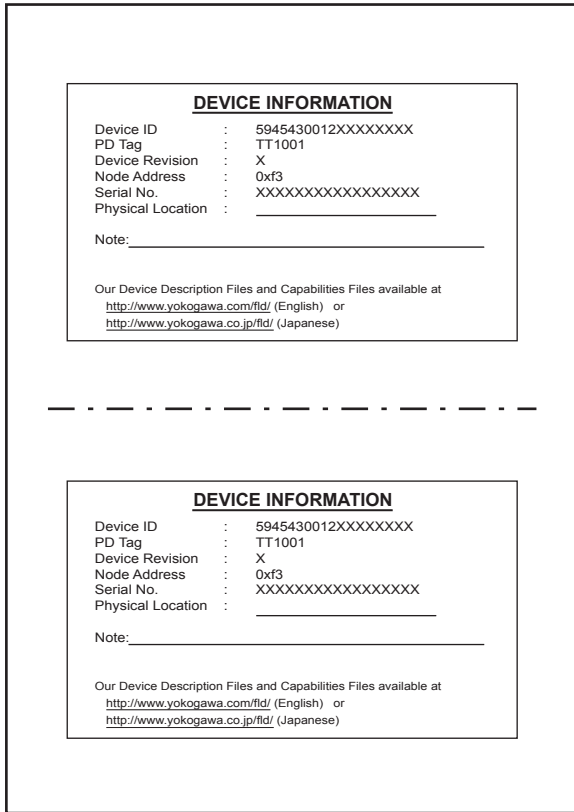 DEVICE INFORMATION
Device ID : 5945430012XXXXXXXX
PD Tag : TT1001
Device Revision : X
Node Address : 0xf3
Serial No. : XXXXXXXXXXXXXXXXX
Physical Location :
Note:
Our Device Description Files and Capabilities Files available at
http://www.yokogawa.com/fld/ (English) or
http://www.yokogawa.co.jp/fld/ (Japanese)
DEVICE INFORMATION
Device ID : 5945430012XXXXXXXX
PD Tag : TT1001
Device Revision : X
Node Address : 0xf3
Serial No. : XXXXXXXXXXXXXXXXX
Physical Location :
Note:
Our Device Description Files and Capabilities Files available at
http://www.yokogawa.com/fld/ (English) or
http://www.yokogawa.co.jp/fld/ (Japanese)